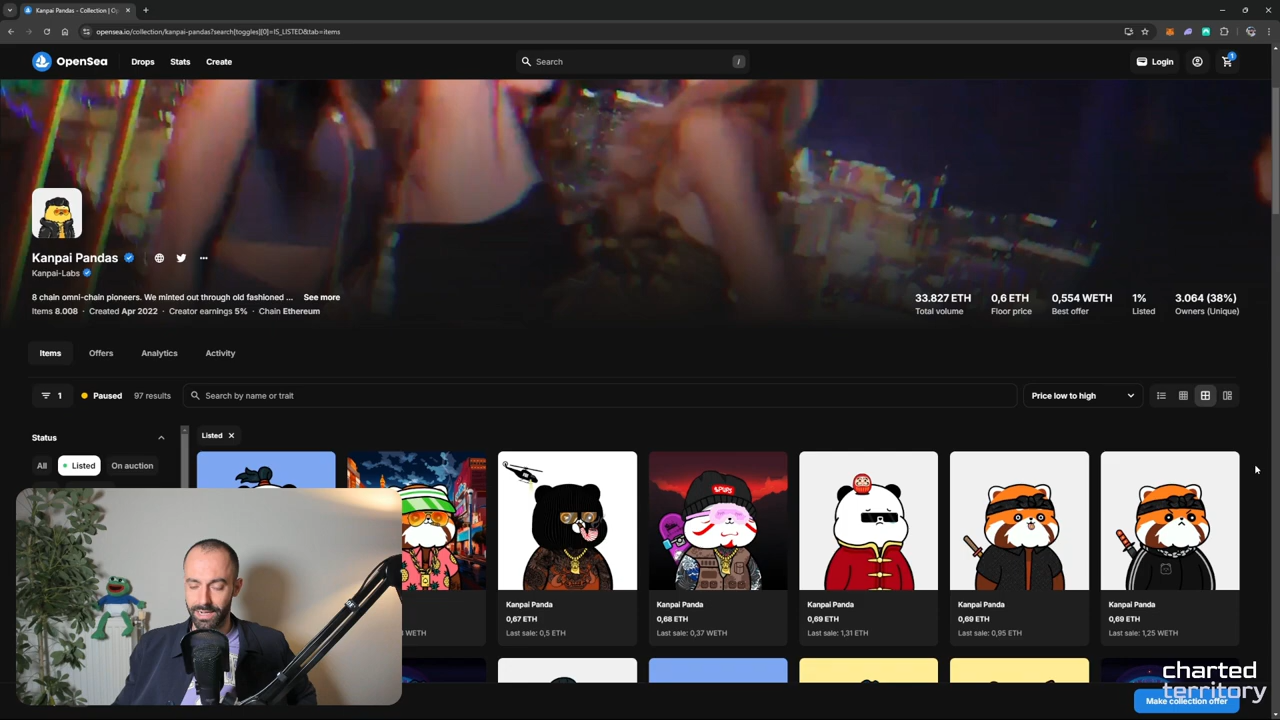 Kanpai Pandas - Collection | O
opensea.io/collection/kanpai-pandas?search[toggles][0]=IS_LISTED&tab=items
OpenSea
Drops
Stats
Create
Search
/
Login
1
Kanpai Pandas
Kanpai-Labs
8 chain omni-chain pioneers. We minted out through old fashioned ...
See more
Items 8.008 · Created Apr 2022 · Creator earnings 5% · Chain Ethereum
33.827 ETH
Total volume
0,6 ETH
Floor price
0,554 WETH
Best offer
1%
Listed
3.064 (38%)
Owners (Unique)
Items
Offers
Analytics
Activity
1
Paused
97 results
Search by name or trait
Price low to high
Status
All
Listed
On auction
Listed
WETH
Kanpai Panda
0,67 ETH
Last sale: 0,5 ETH
Kanpai Panda
0,68 ETH
Last sale: 0,37 WETH
Kanpai Panda
0,69 ETH
Last sale: 1,31 ETH
Kanpai Panda
0,69 ETH
Last sale: 0,95 ETH
Kanpai Panda
0,69 ETH
Last sale: 1,25 WETH
charted
territory
Make collection offer